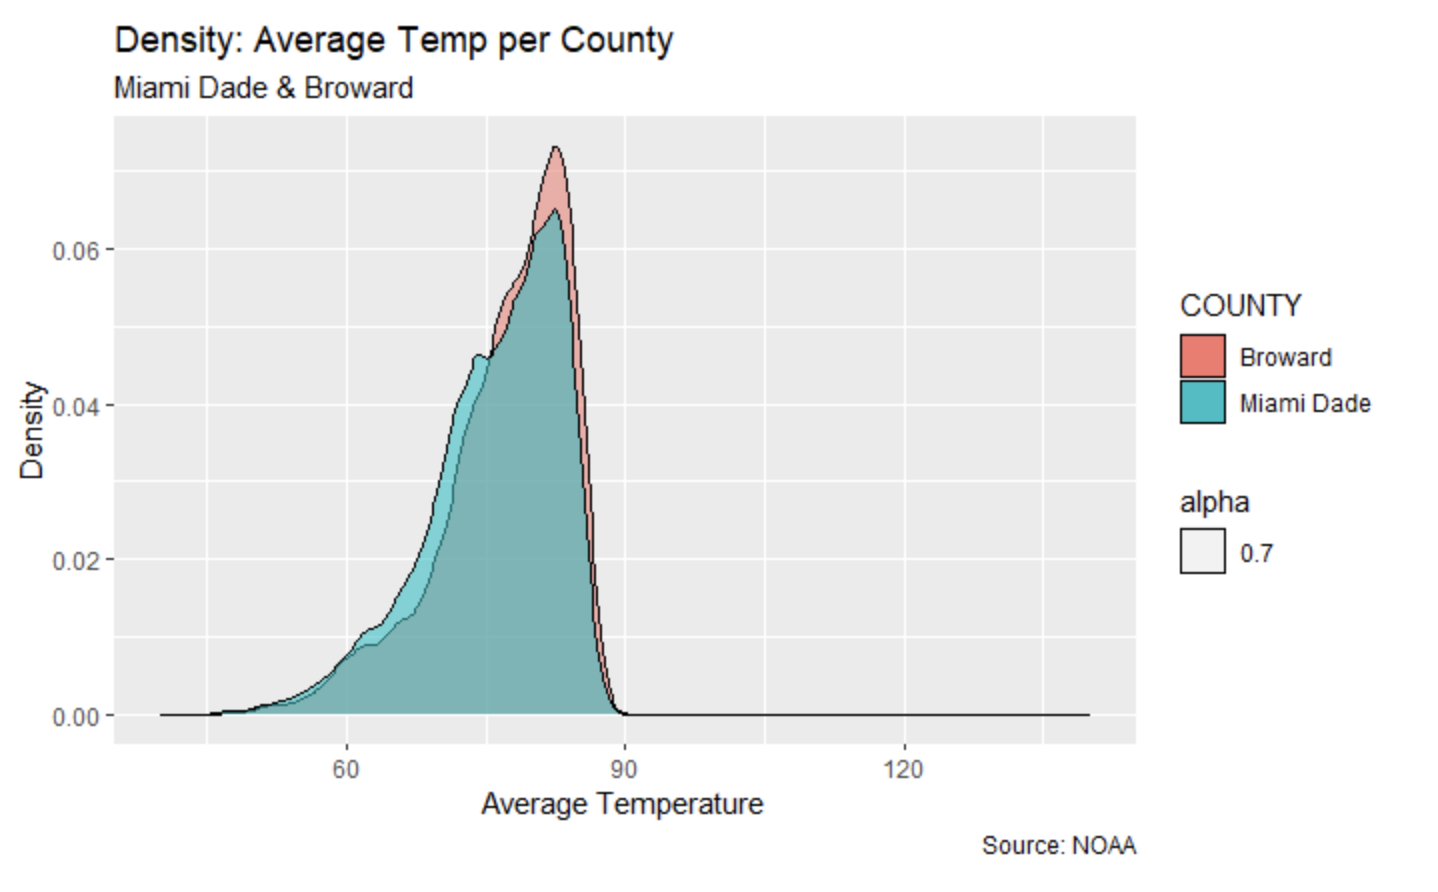 Density: Average Temp per County
Miami Dade & Broward
Density
0.06
0.04
0.02
0.00
60
90
120
Average Temperature
Source: NOAA
COUNTY
Broward
Miami Dade
alpha
0.7